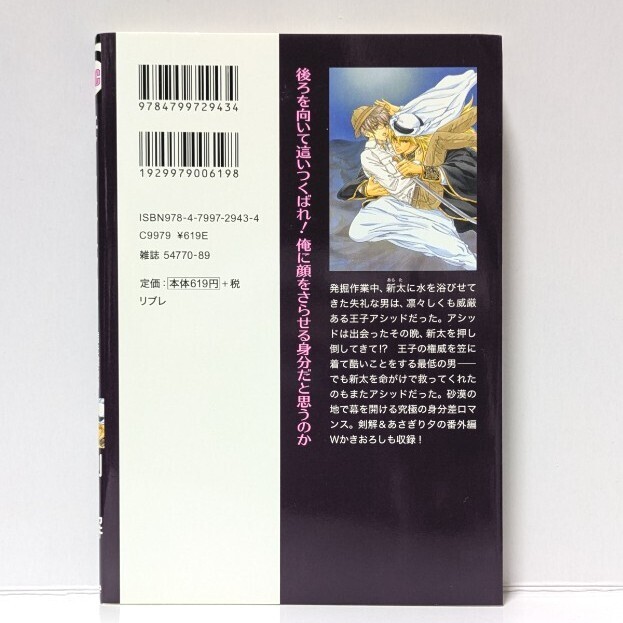 9784799729434
1929979006198
ISBN978-4-7997-2943-4
C9979 ¥619E
雑誌 54770-89
定価:本体619円+税
リブレ
後ろを向いて這いつくばれ!俺に顔をさらせる身分だと思うのか
あらた
発掘作業中、新太に水を浴びせて
きた失礼な男は、凛々しくも威厳
ある王子アシッドだった。アシッ
ドは出会ったその晩、新太を押し
倒してきて!? 王子の権威を笠に
着て酷いことをする最低の男――
でも新太を命がけで救ってくれた
のもまたアシッドだった。砂漠の
地で幕を開ける究極の身分差ロマ
ンス。剣解&あさぎり夕の番外編
Wかきおろしも収録!